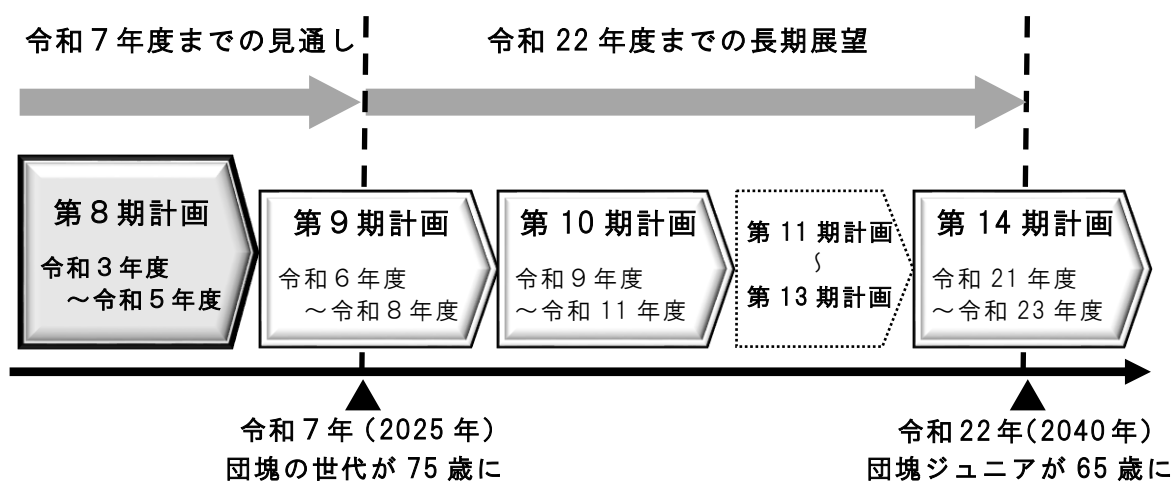 令和７年度までの見通し
令和 22 年度までの長期展望
第８期計画
令和３年度
～令和５年度
第９期計画
令和６年度
～令和８年度
第 10 期計画
令和９年度
～令和 11 年度
第 11 期計画
～
第 13 期計画
第 14 期計画
令和 21 年度
～令和 23 年度
令和７年（2025 年）
団塊の世代が 75 歳に
令和 22 年（2040 年）
団塊ジュニアが 65 歳に